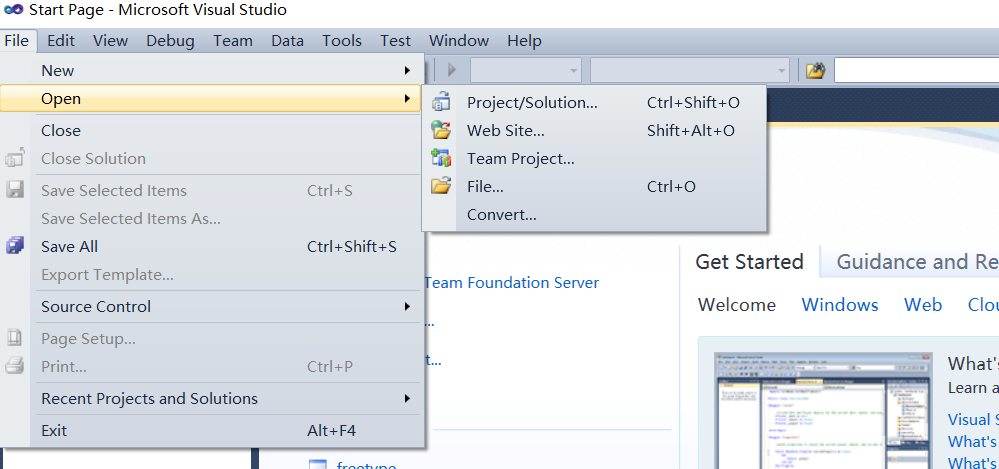 Start Page - Microsoft Visual Studio
File Edit View Debug Team Data Tools Test Window Help
New
Open
Close
Close Solution
Save Selected Items Ctrl+S
Save Selected Items As...
Save All Ctrl+Shift+S
Export Template...
Source Control
Page Setup...
Print... Ctrl+P
Recent Projects and Solutions
Exit Alt+F4
Project/Solution... Ctrl+Shift+O
Web Site... Shift+Alt+O
Team Project...
File... Ctrl+O
Convert...
Team Foundation Server
...
t...
freetype
Get Started Guidance and Re
Welcome Windows Web Clou
What's
Learn a
Visual S
What's
What's